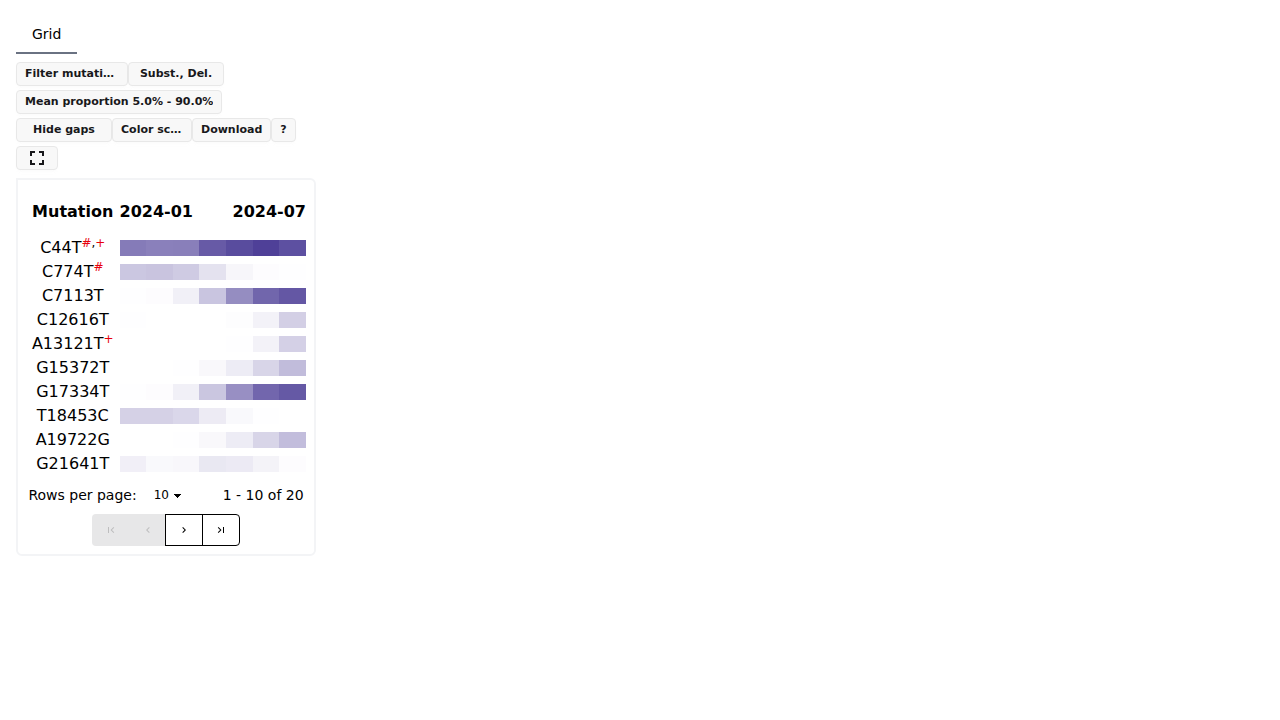 Grid
Filter mutati... Subst., Del.
Mean proportion 5.0% - 90.0%
Hide gaps Color sc... Download ?
Mutation 2024-01 2024-07
C44T#,+
C774T#
C7113T
C12616T
A13121T+
G15372T
G17334T
T18453C
A19722G
G21641T
Rows per page: 10 1 - 10 of 20